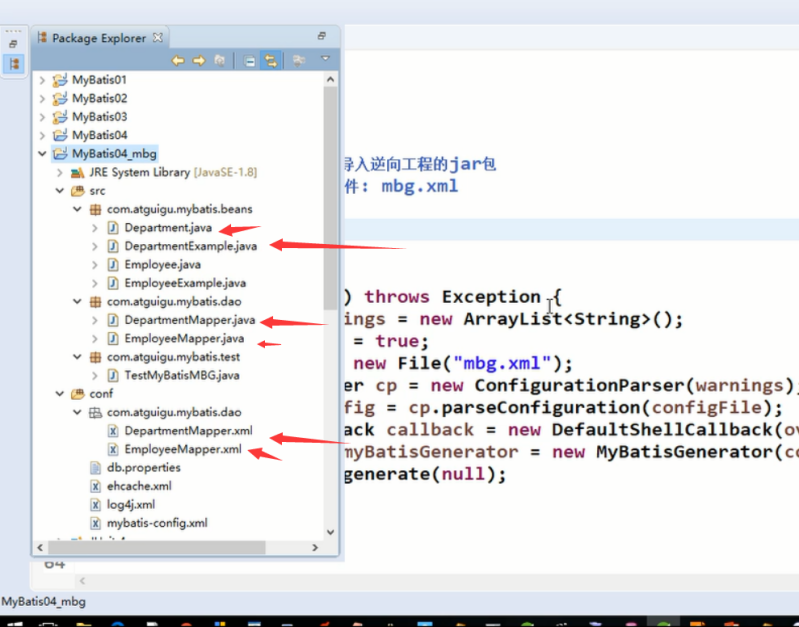 Package Explorer
MyBatis01
MyBatis02
MyBatis03
MyBatis04
MyBatis04_mbg
JRE System Library [JavaSE-1.8]
src
com.atguigu.mybatis.beans
Department.java
DepartmentExample.java
Employee.java
EmployeeExample.java
com.atguigu.mybatis.dao
DepartmentMapper.java
EmployeeMapper.java
com.atguigu.mybatis.test
TestMyBatisMBG.java
conf
com.atguigu.mybatis.dao
DepartmentMapper.xml
EmployeeMapper.xml
db.properties
ehcache.xml
log4j.xml
mybatis-config.xml
导入逆向工程的jar包
件: mbg.xml
) throws Exception {
ings = new ArrayList<String>();
= true;
new File("mbg.xml");
er cp = new ConfigurationParser(warnings);
fig = cp.parseConfiguration(configFile);
ack callback = new DefaultShellCallback(ov
myBatisGenerator = new MyBatisGenerator(co
generate(null);
64
MyBatis04_mbg